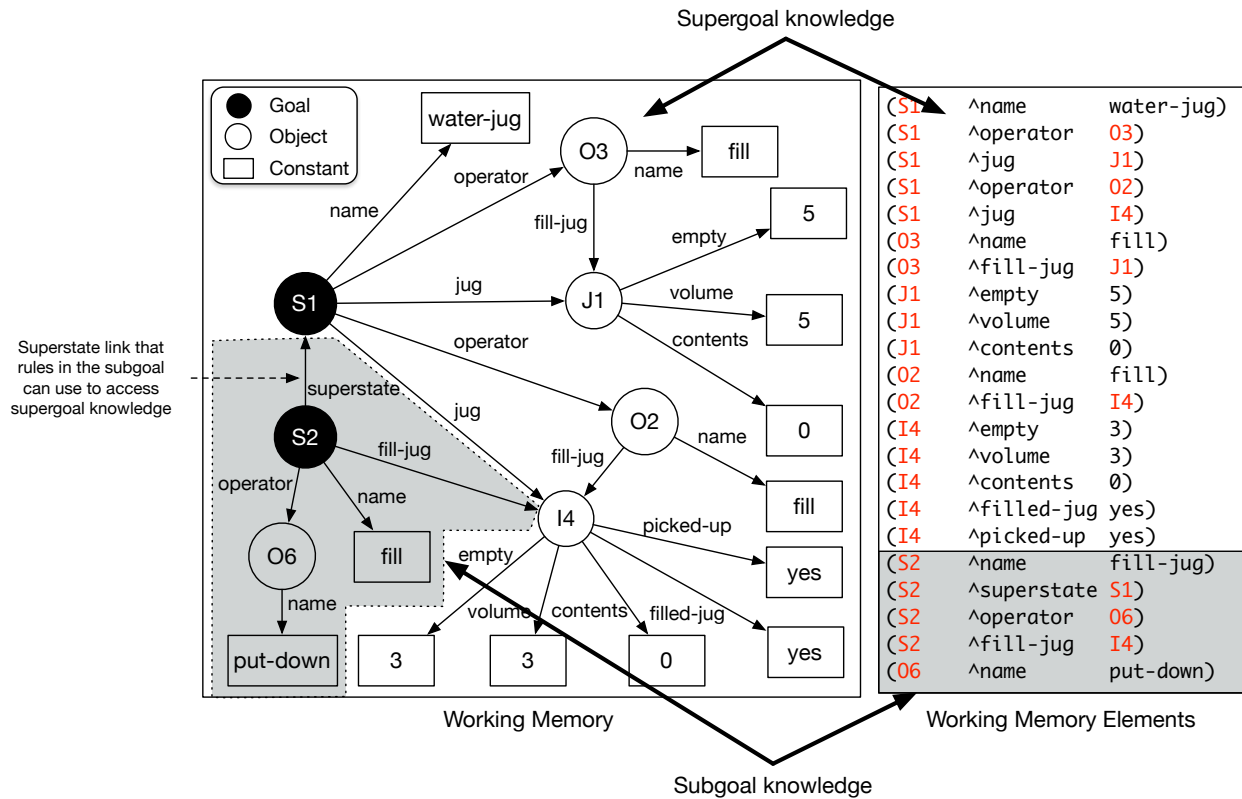 Supergoal knowledge
Goal
Object
Constant
water-jug
O3
name
fill
operator
name
fill-jug
empty
5
S1
jug
J1
volume
5
contents
operator
Superstate link that
rules in the subgoal
can use to access
supergoal knowledge
superstate
jug
O2
name
0
S2
fill-jug
fill-jug
operator
name
fill
I4
picked-up
O6
fill
empty
yes
name
volume
contents
filled-jug
put-down
3
3
0
yes
Working Memory
(S1 ^name water-jug)
(S1 ^operator O3)
(S1 ^jug J1)
(S1 ^operator O2)
(S1 ^jug I4)
(O3 ^name fill)
(O3 ^fill-jug J1)
(J1 ^empty 5)
(J1 ^volume 5)
(J1 ^contents 0)
(O2 ^name fill)
(O2 ^fill-jug I4)
(I4 ^empty 3)
(I4 ^volume 3)
(I4 ^contents 0)
(I4 ^filled-jug yes)
(I4 ^picked-up yes)
(S2 ^name fill-jug)
(S2 ^superstate S1)
(S2 ^operator O6)
(S2 ^fill-jug I4)
(O6 ^name put-down)
Working Memory Elements
Subgoal knowledge